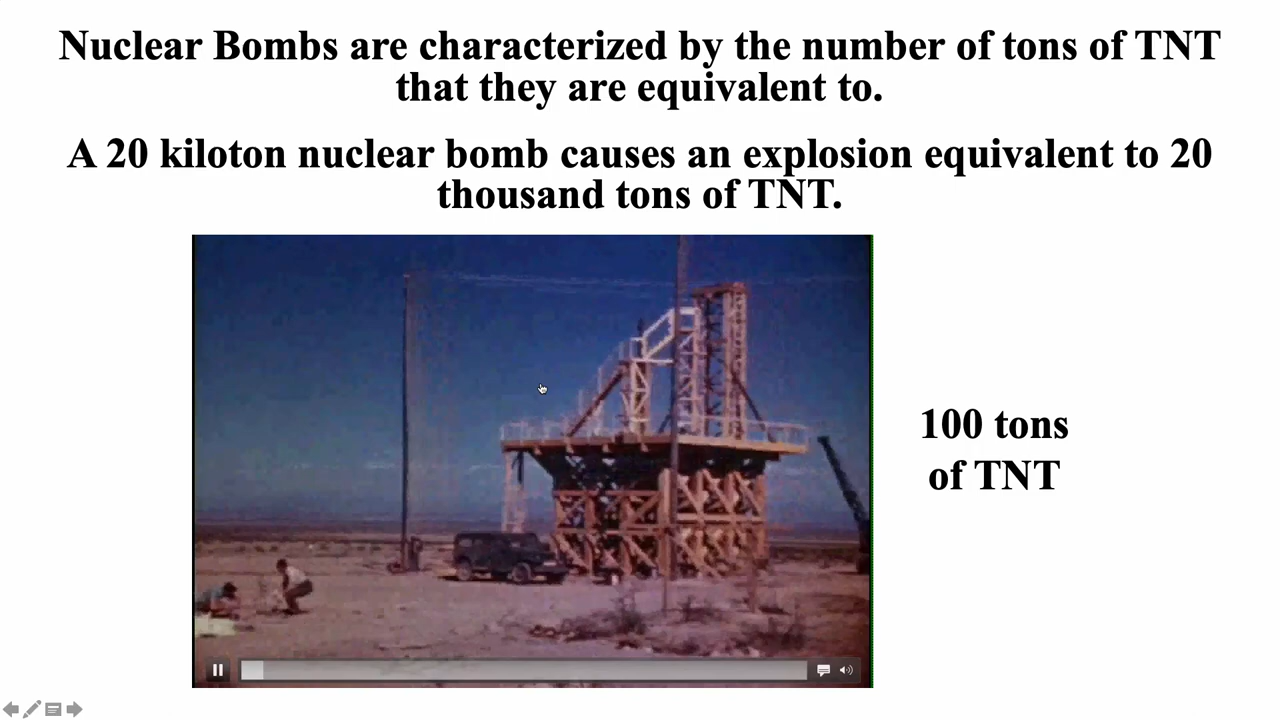 Nuclear Bombs are characterized by the number of tons of TNT
that they are equivalent to.
A 20 kiloton nuclear bomb causes an explosion equivalent to 20
thousand tons of TNT.
100 tons
of TNT